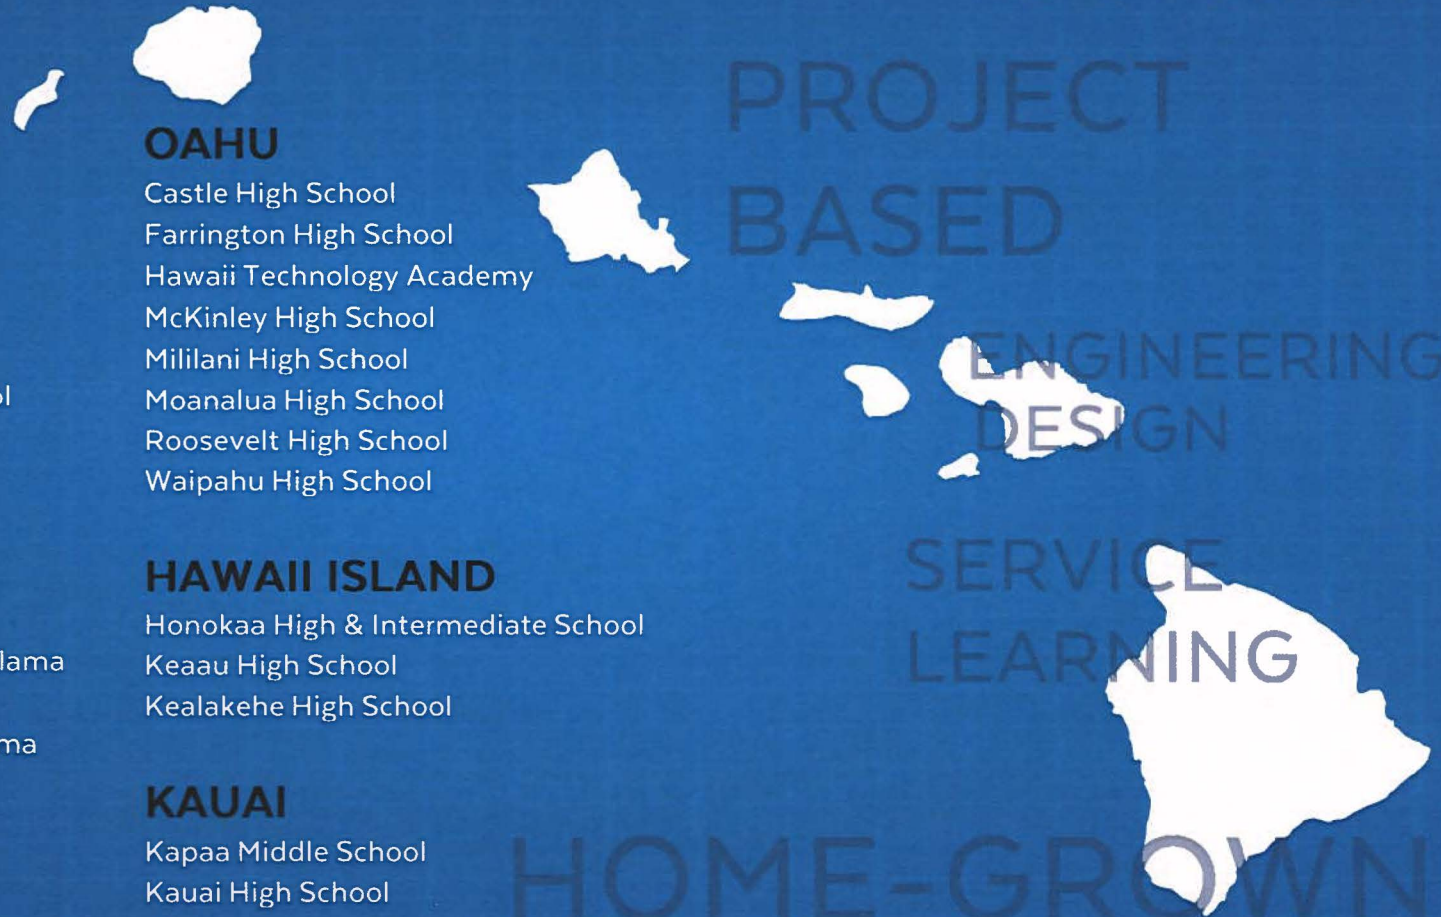 OAHU
Castle High School
Farrington High School
Hawaii Technology Academy
McKinley High School
Mililani High School
Moanalua High School
Roosevelt High School
Waipahu High School
HAWAII ISLAND
Honokaa High & Intermediate School
Keaau High School
Kealakehe High School
KAUAI
Kapaa Middle School
Kauai High School
PROJECT
BASED
ENGINEERING
DESIGN
SERVICE
LEARNING
HOME-GROWN